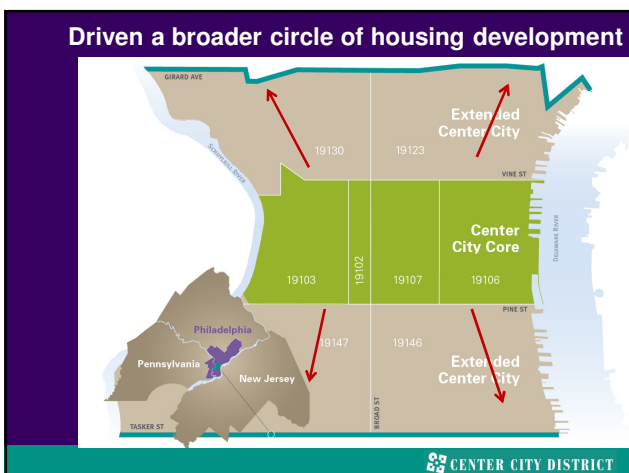 Driven a broader circle of housing development
GIRARD AVE
Extended
Center City
19130
19123
SCHUYLKILL RIVER
VINE ST
Center
City Core
DELAWARE RIVER
19103
19102
19107
19106
PINE ST
Philadelphia
19147
19146
Pennsylvania
New Jersey
Extended
Center City
BROAD ST
TASKER ST
CENTER CITY DISTRICT